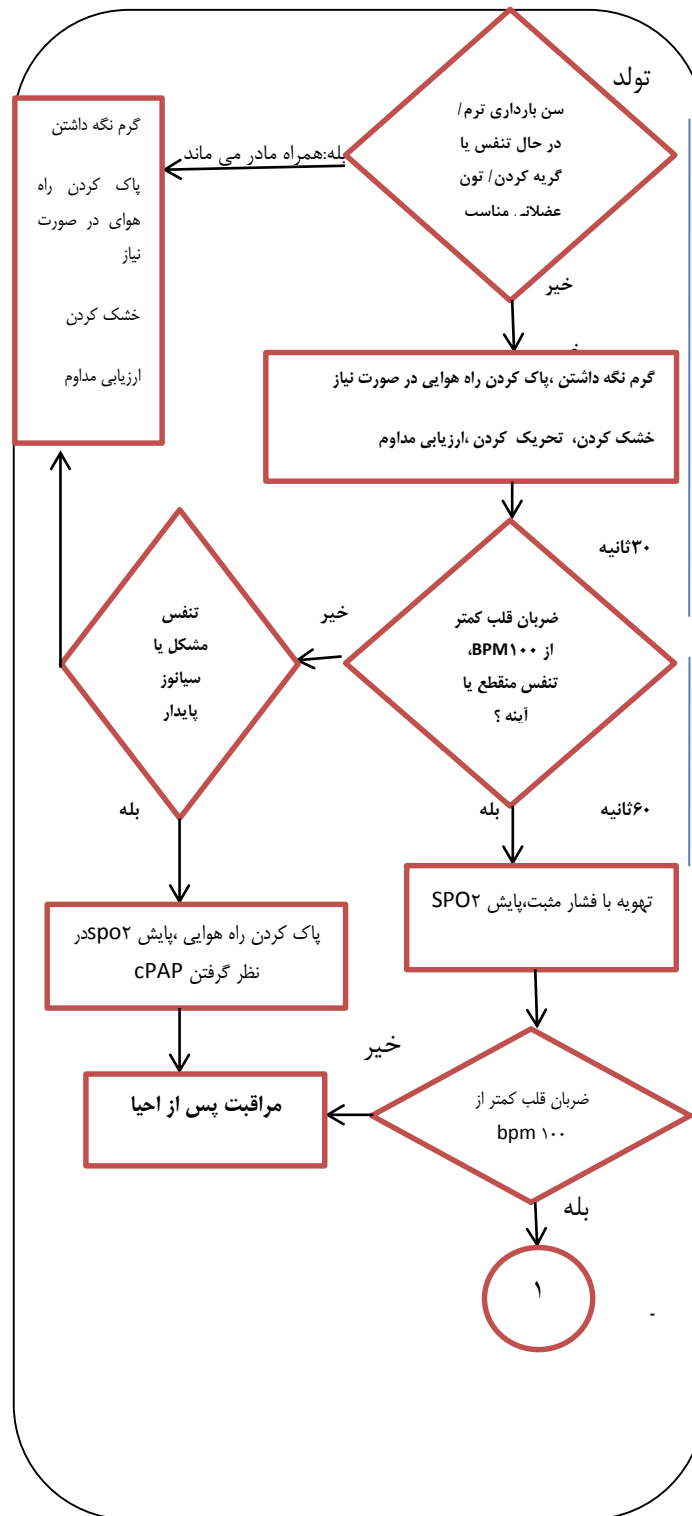 تولد
سن بارداری ترم/
در حال تنفس یا
گریه کردن/ تون
عضلانی مناسب
بله:همراه مادر می ماند
گرم نگه داشتن
پاک کردن راه
هوای در صورت
نیاز
خشک کردن
ارزیابی مداوم
خیر
گرم نگه داشتن ،پاک کردن راه هوایی در صورت نیاز
خشک کردن، تحریک کردن ،ارزیابی مداوم
۳۰ثانیه
ضربان قلب کمتر
از ۱۰۰BPM،
تنفس منقطع یا
آپنه ؟
خیر
تنفس
مشکل یا
سیانوز
پایدار
بله
۶۰ثانیه
بله
تهویه با فشار مثبت،پایش SPO۲
پاک کردن راه هوایی ،پایش spo۲در
نظر گرفتن cPAP
خیر
ضربان قلب کمتر از
۱۰۰ bpm
مراقبت پس از احیا
بله
۱
-